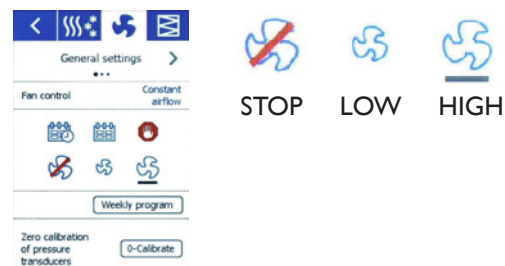 General settings
Fan control
Constant
airflow
Weekly program
Zero calibration
of pressure
transducers
0-Calibrate
STOP
LOW
HIGH